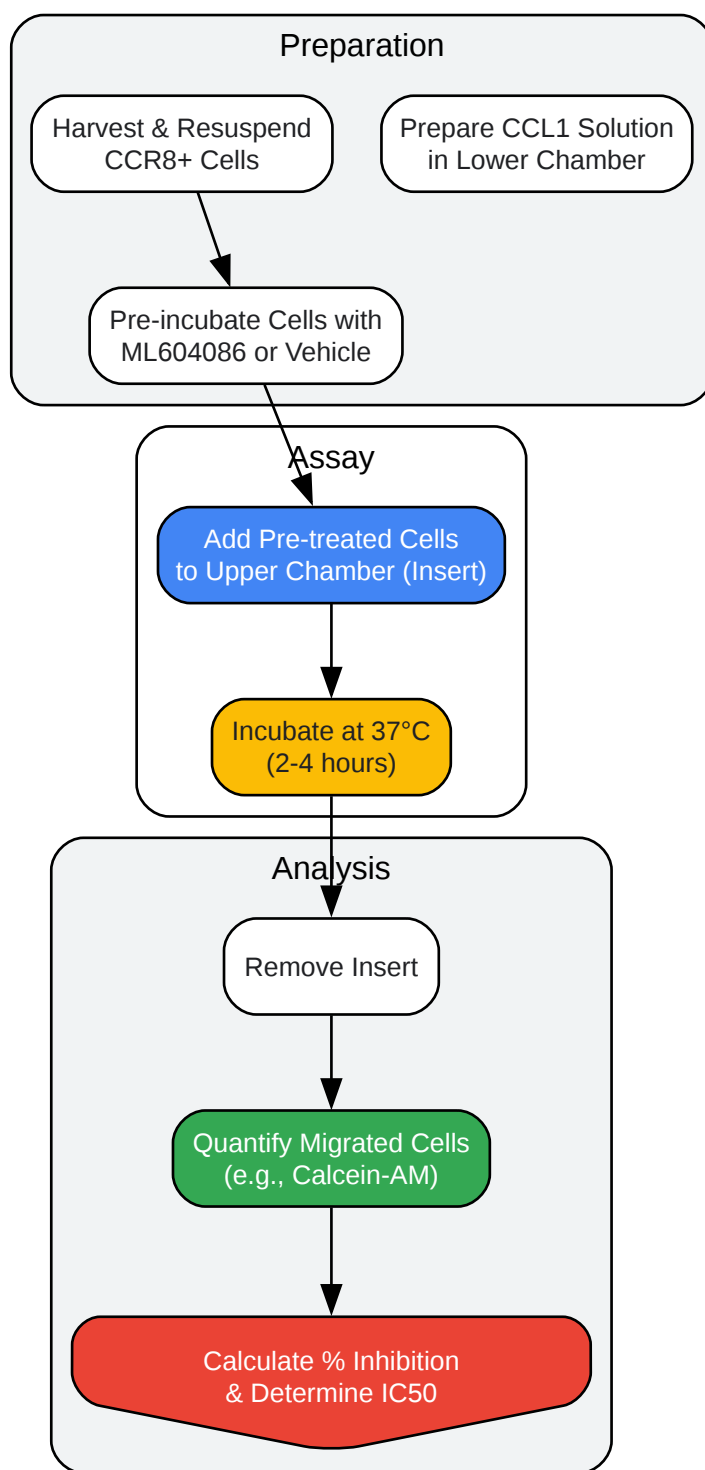 Preparation
Harvest & Resuspend
CCR8+ Cells
Prepare CCL1 Solution
in Lower Chamber
Pre-incubate Cells with
ML604086 or Vehicle
Assay
Add Pre-treated Cells
to Upper Chamber (Insert)
Incubate at 37°C
(2-4 hours)
Analysis
Remove Insert
Quantify Migrated Cells
(e.g., Calcein-AM)
Calculate % Inhibition
& Determine IC50